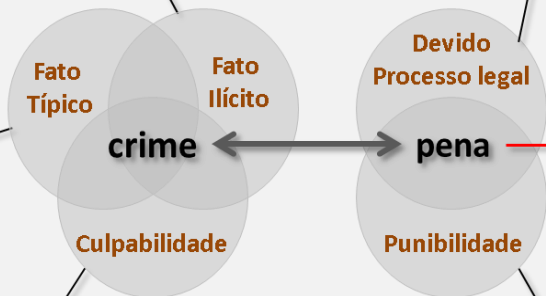 Fato
Típico
Fato
Ilícito
crime
Culpabilidade
Devido
Processo legal
pena
Punibilidade